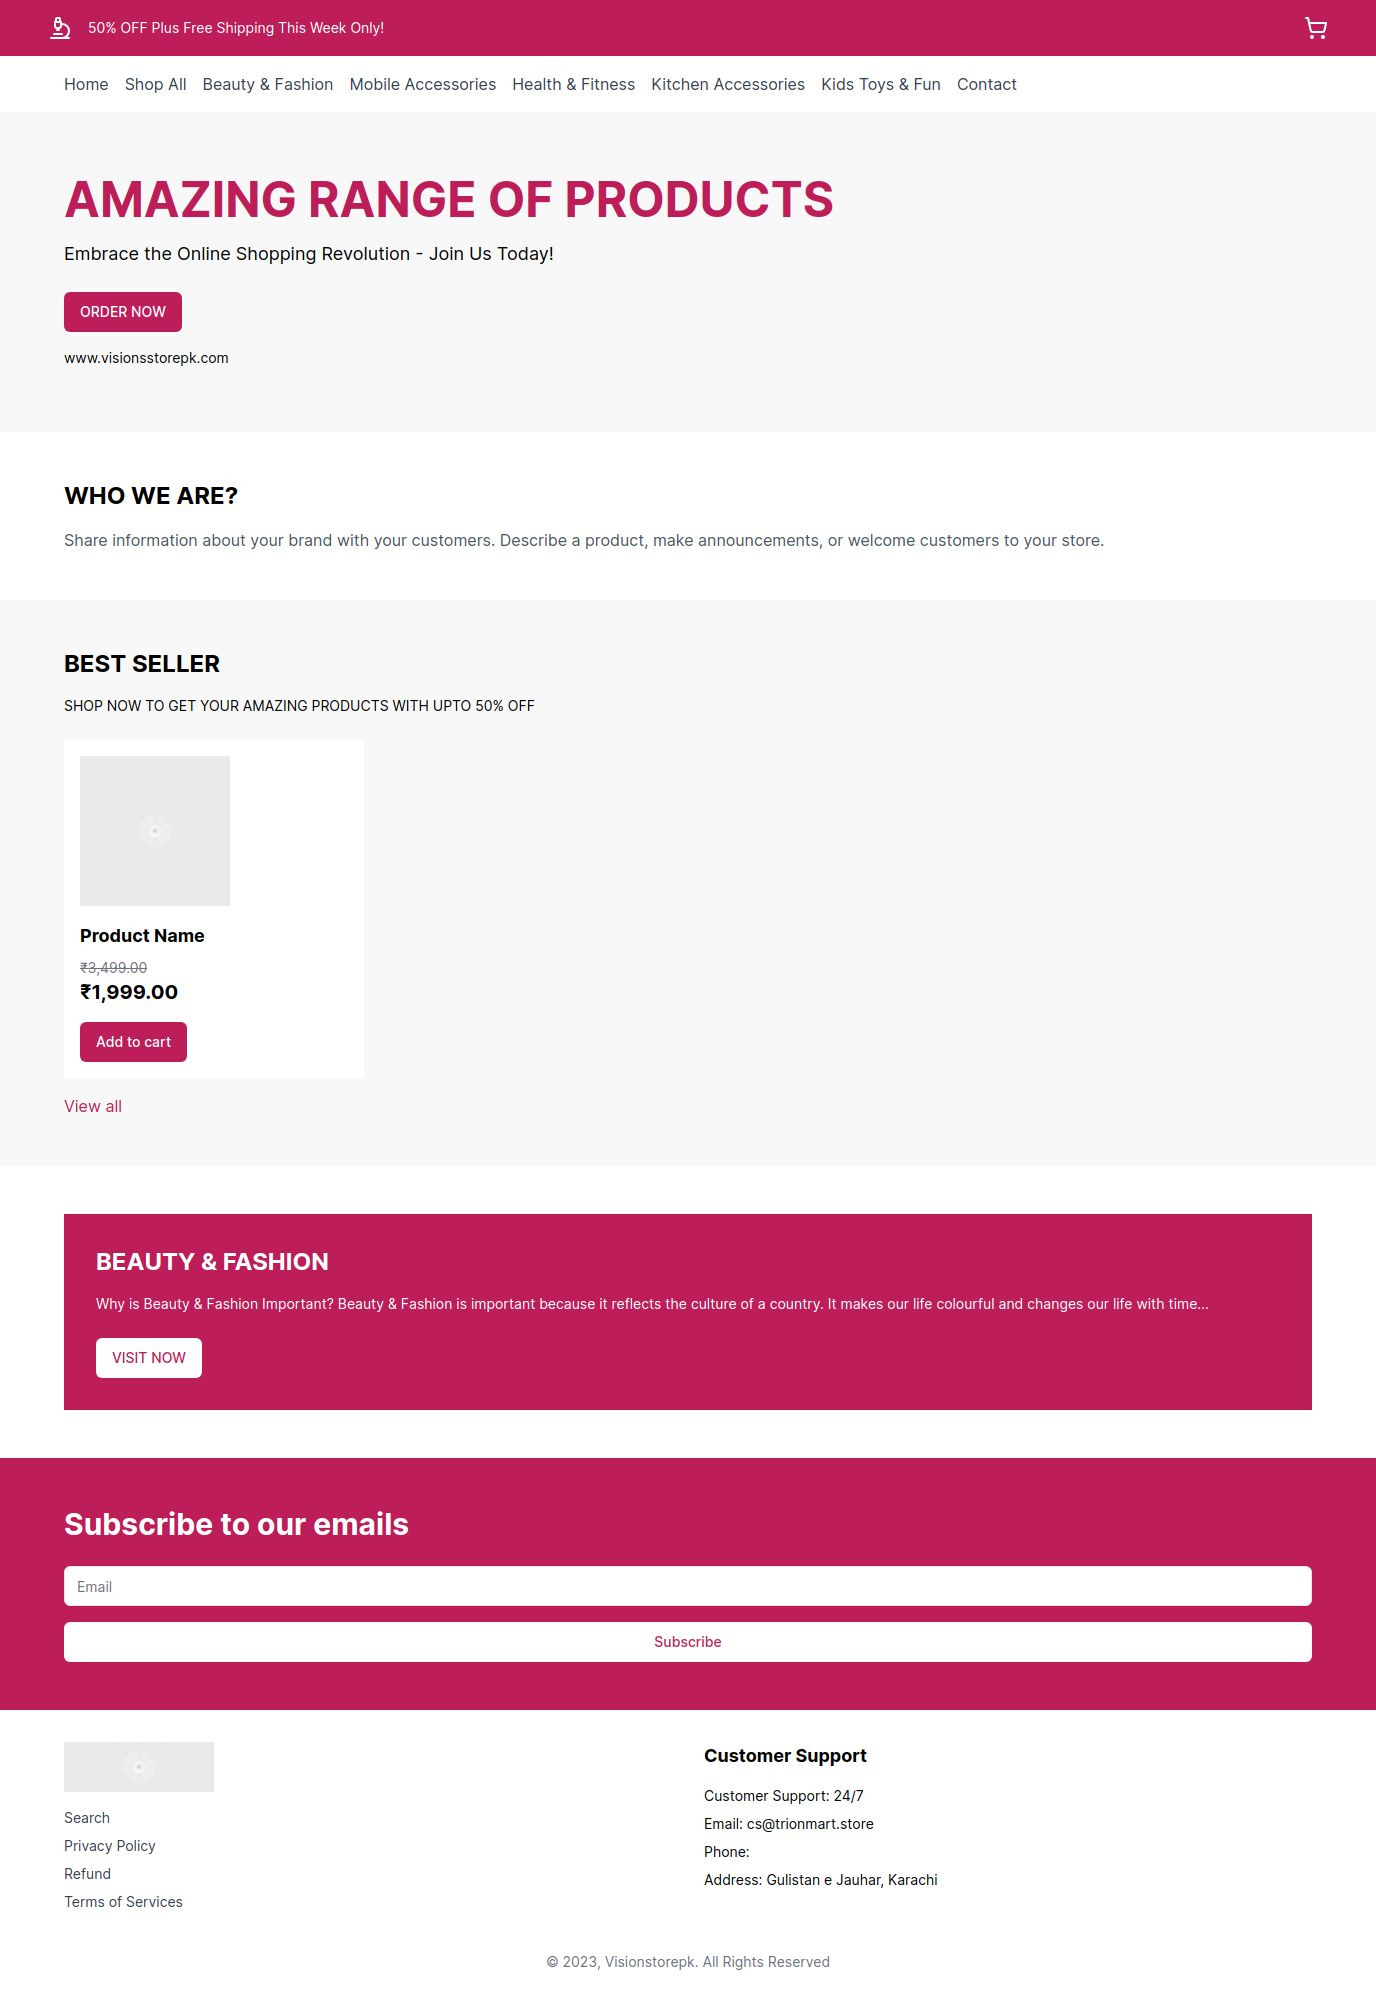 50% OFF Plus Free Shipping This Week Only!
Home Shop All Beauty & Fashion Mobile Accessories Health & Fitness Kitchen Accessories Kids Toys & Fun Contact
AMAZING RANGE OF PRODUCTS
Embrace the Online Shopping Revolution - Join Us Today!
ORDER NOW
www.visionsstorepk.com
WHO WE ARE?
Share information about your brand with your customers. Describe a product, make announcements, or welcome customers to your store.
BEST SELLER
SHOP NOW TO GET YOUR AMAZING PRODUCTS WITH UPTO 50% OFF
Product Name
₹3,499.00
₹1,999.00
Add to cart
View all
BEAUTY & FASHION
Why is Beauty & Fashion Important? Beauty & Fashion is important because it reflects the culture of a country. It makes our life colourful and changes our life with time...
VISIT NOW
Subscribe to our emails
Email
Subscribe
Search
Privacy Policy
Refund
Terms of Services
Customer Support
Customer Support: 24/7
Email: cs@trionmart.store
Phone:
Address: Gulistan e Jauhar, Karachi
© 2023, Visionstorepk. All Rights Reserved